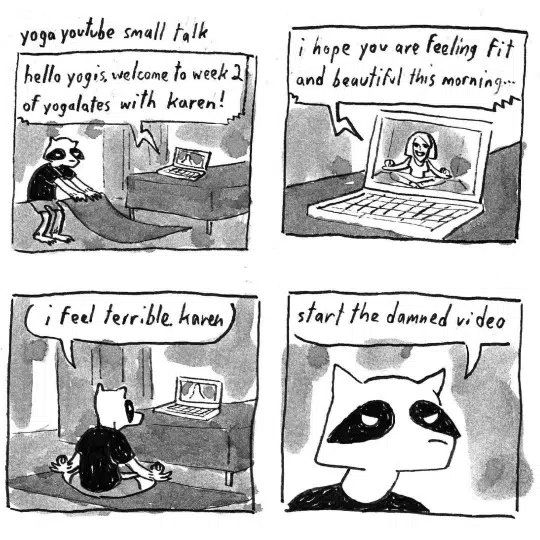 yoga youtube small talk
hello yogis, welcome to week 2
of yogalates with karen!
i hope you are feeling fit
and beautiful this morning...
i feel terrible karen
start the damned video